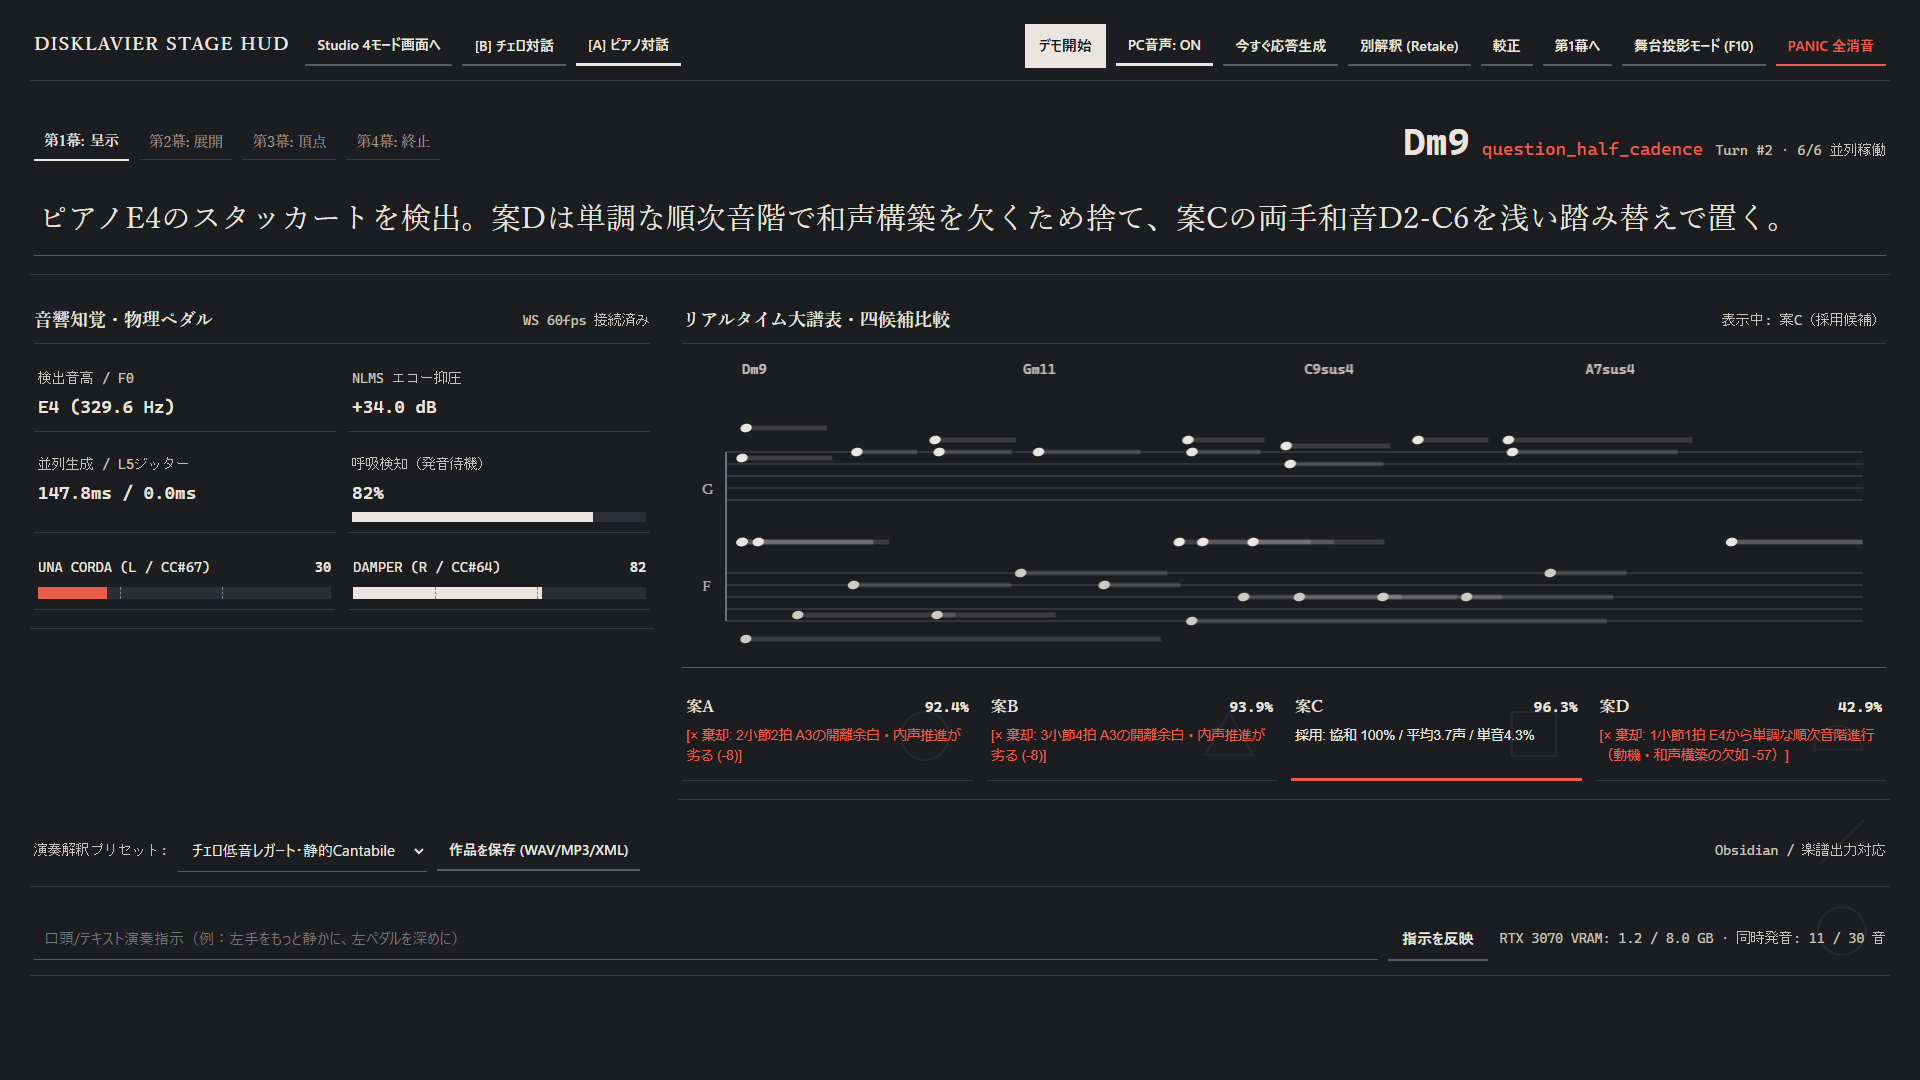 DISKLAVIER STAGE HUD
Studio 4モード画面へ
[B] チェロ対話
[A] ピアノ対話
デモ開始
PC音声: ON
今すぐ応答生成
別解釈 (Retake)
較正
第1幕へ
舞台投影モード (F10)
PANIC 全消音
第1幕: 呈示
第2幕: 展開
第3幕: 頂点
第4幕: 終止
Dm9 question_half_cadence Turn #2 · 6/6 並列稼働
ピアノE4のスタッカートを検出。案Dは単調な順次音階で和声構築を欠くため捨て、案Cの両手和音D2-C6を浅い踏み替えで置く。
音響知覚・物理ペダル
WS 60fps 接続済み
検出音高 / F0
E4 (329.6 Hz)
NLMS エコー抑圧
+34.0 dB
並列生成 / L5ジッター
147.8ms / 0.0ms
呼吸検知（発音待機）
82%
UNA CORDA (L / CC#67) 30
DAMPER (R / CC#64) 82
リアルタイム大譜表・四候補比較
表示中: 案C（採用候補）
Dm9 Gm11 C9sus4 A7sus4
G
F
案A 92.4%
[× 棄却: 2小節2拍 A3の開離余白・内声推進が
劣る (-8)]
案B 93.9%
[× 棄却: 3小節4拍 A3の開離余白・内声推進が
劣る (-8)]
案C 96.3%
採用: 協和 100% / 平均3.7声 / 単音4.3%
案D 42.9%
[× 棄却: 1小節1拍 E4から単調な順次音階進行
（動機・和声構築の欠如 -57）]
演奏解釈プリセット:
チェロ低音レガート・静的Cantabile
作品を保存 (WAV/MP3/XML)
Obsidian / 楽譜出力対応
口頭/テキスト演奏指示（例：左手をもっと静かに、左ペダルを深めに）
指示を反映
RTX 3070 VRAM: 1.2 / 8.0 GB · 同時発音: 11 / 30 音